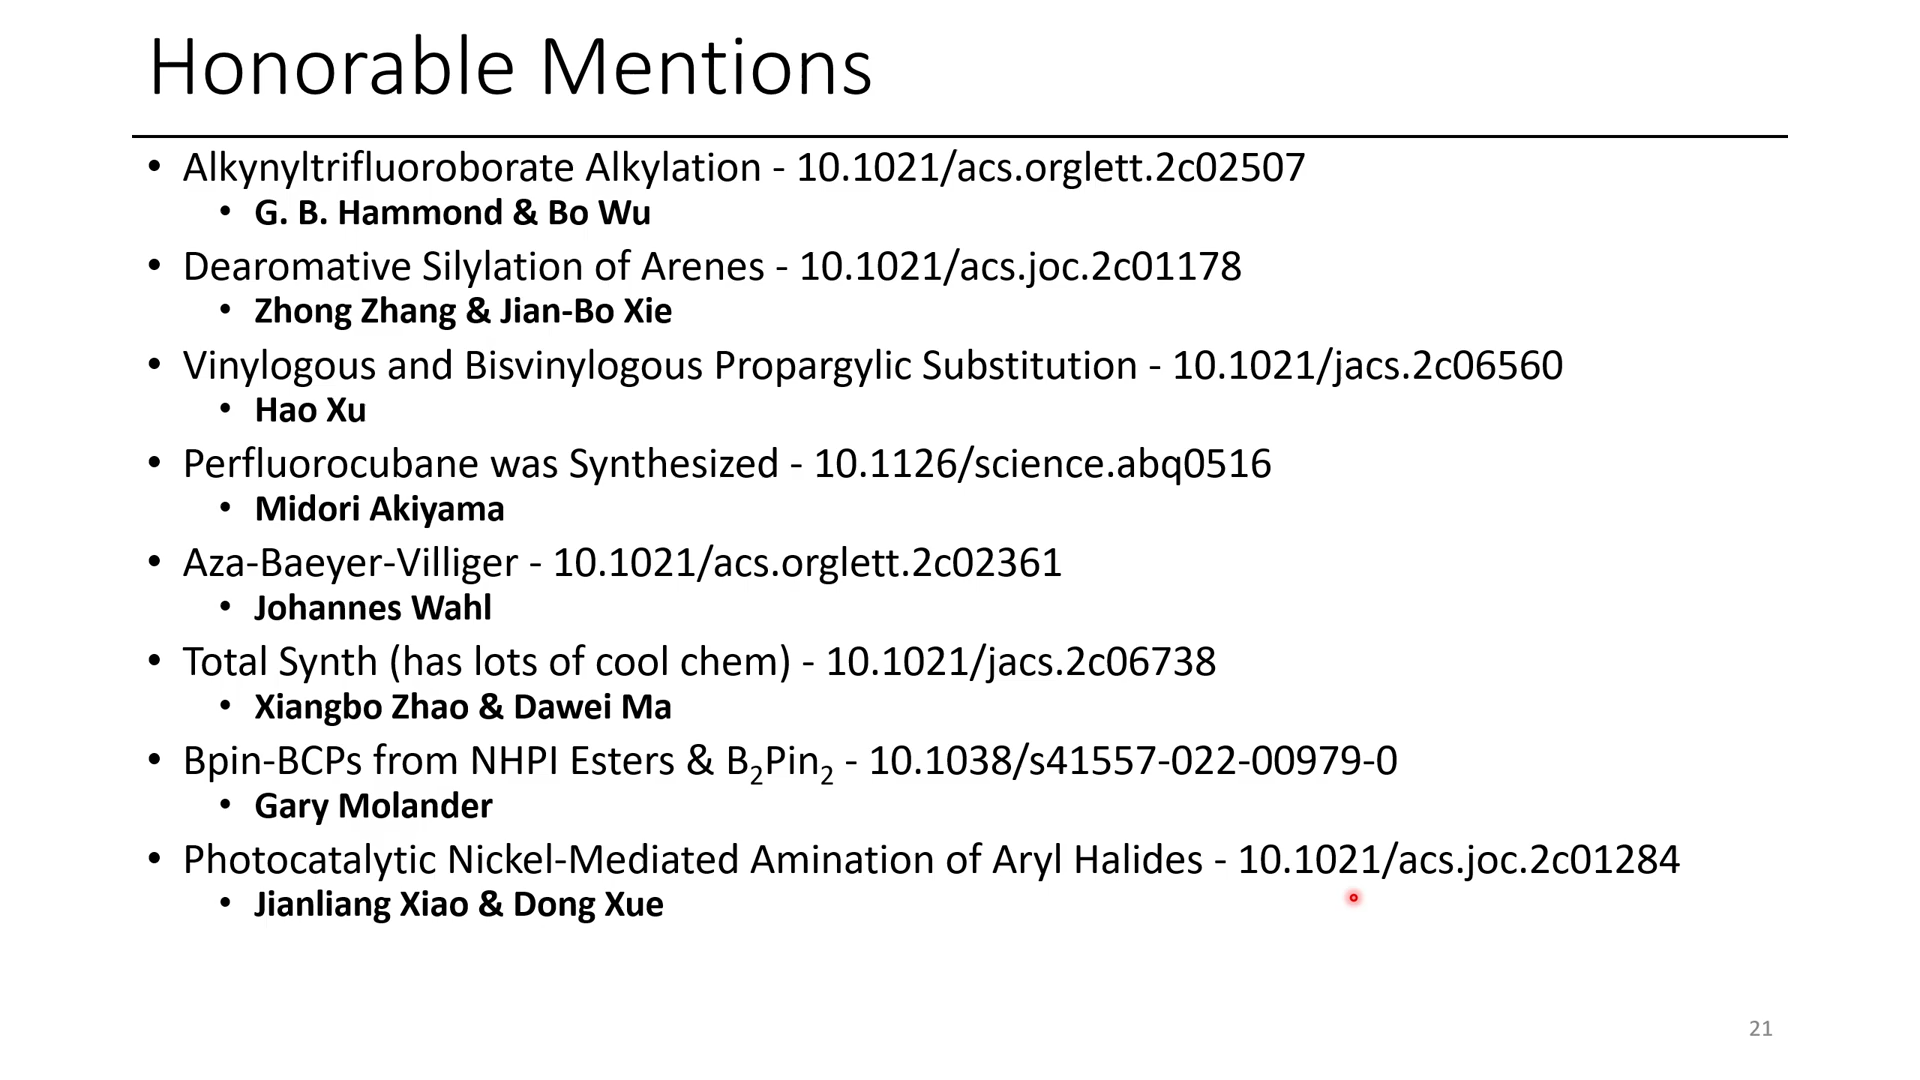 Honorable Mentions
• Alkynyltrifluoroborate Alkylation - 10.1021/acs.orglett.2c02507
• G. B. Hammond & Bo Wu
• Dearomative Silylation of Arenes - 10.1021/acs.joc.2c01178
• Zhong Zhang & Jian-Bo Xie
• Vinylogous and Bisvinylogous Propargylic Substitution - 10.1021/jacs.2c06560
• Hao Xu
• Perfluorocubane was Synthesized - 10.1126/science.abq0516
• Midori Akiyama
• Aza-Baeyer-Villiger - 10.1021/acs.orglett.2c02361
• Johannes Wahl
• Total Synth (has lots of cool chem) - 10.1021/jacs.2c06738
• Xiangbo Zhao & Dawei Ma
• Bpin-BCPs from NHPI Esters & B₂Pin₂ - 10.1038/s41557-022-00979-0
• Gary Molander
• Photocatalytic Nickel-Mediated Amination of Aryl Halides - 10.1021/acs.joc.2c01284
• Jianliang Xiao & Dong Xue
21